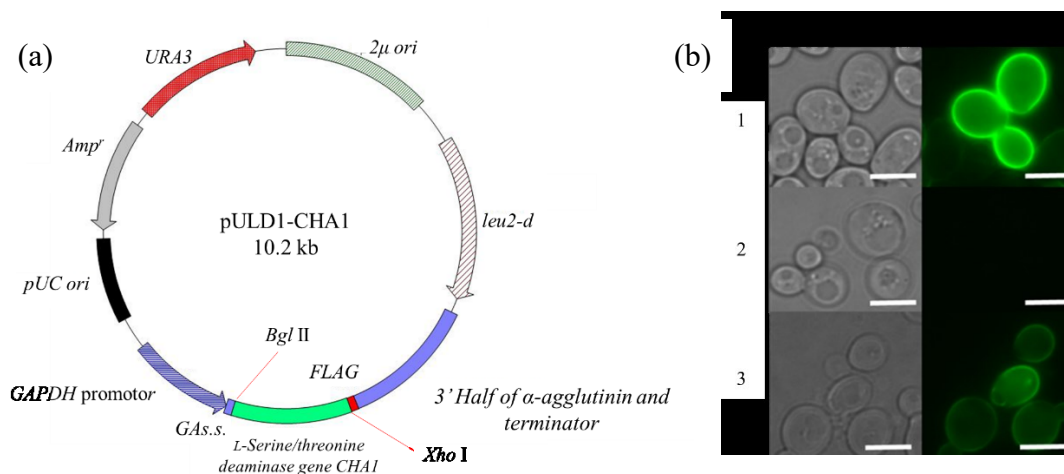 (a)
URA3
2μ ori
Ampʳ
pULD1-CHA1
10.2 kb
leu2-d
pUC ori
Bgl II
FLAG
GAPDH promotor
GAs.s.
3’ Half of α-agglutinin and
terminator
L-Serine/threonine
deaminase gene CHA1
Xho I
(b)
1
2
3